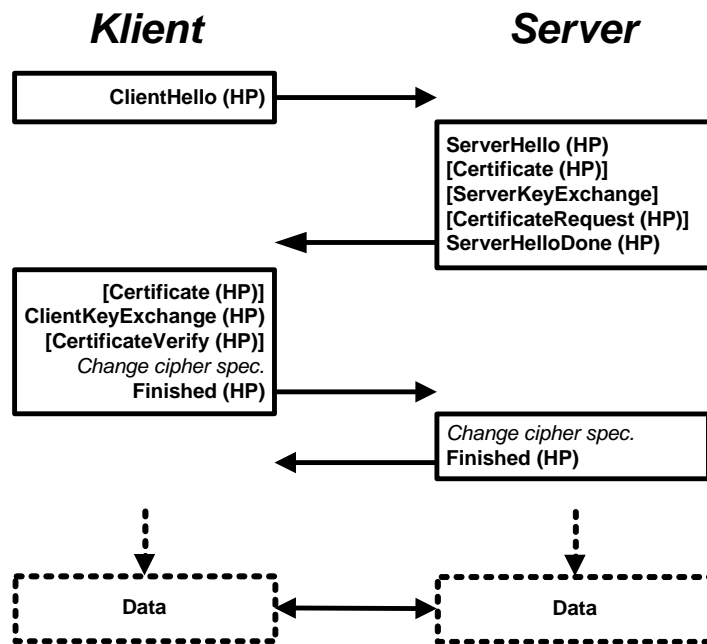 Klient
Server
ClientHello (HP)
ServerHello (HP)
[Certificate (HP)]
[ServerKeyExchange]
[CertificateRequest (HP)]
ServerHelloDone (HP)
[Certificate (HP)]
ClientKeyExchange (HP)
[CertificateVerify (HP)]
Change cipher spec.
Finished (HP)
Change cipher spec.
Finished (HP)
Data
Data